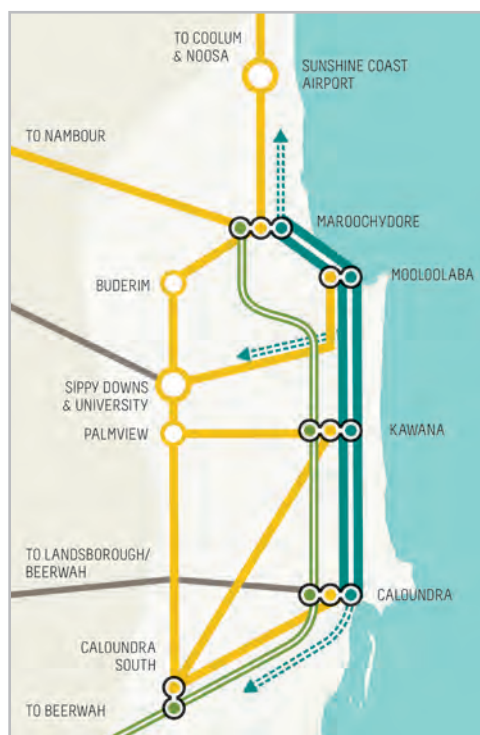 TO COOLUM
& NOOSA
SUNSHINE COAST
AIRPORT
TO NAMBOUR
MAROOCHYDORE
MOOLOOLABA
BUDERIM
SIPPY DOWNS
& UNIVERSITY
PALMVIEW
KAWANA
TO LANDSBOROUGH/
BEERWAH
CALOUNDRA
CALOUNDRA
SOUTH
TO BEERWAH